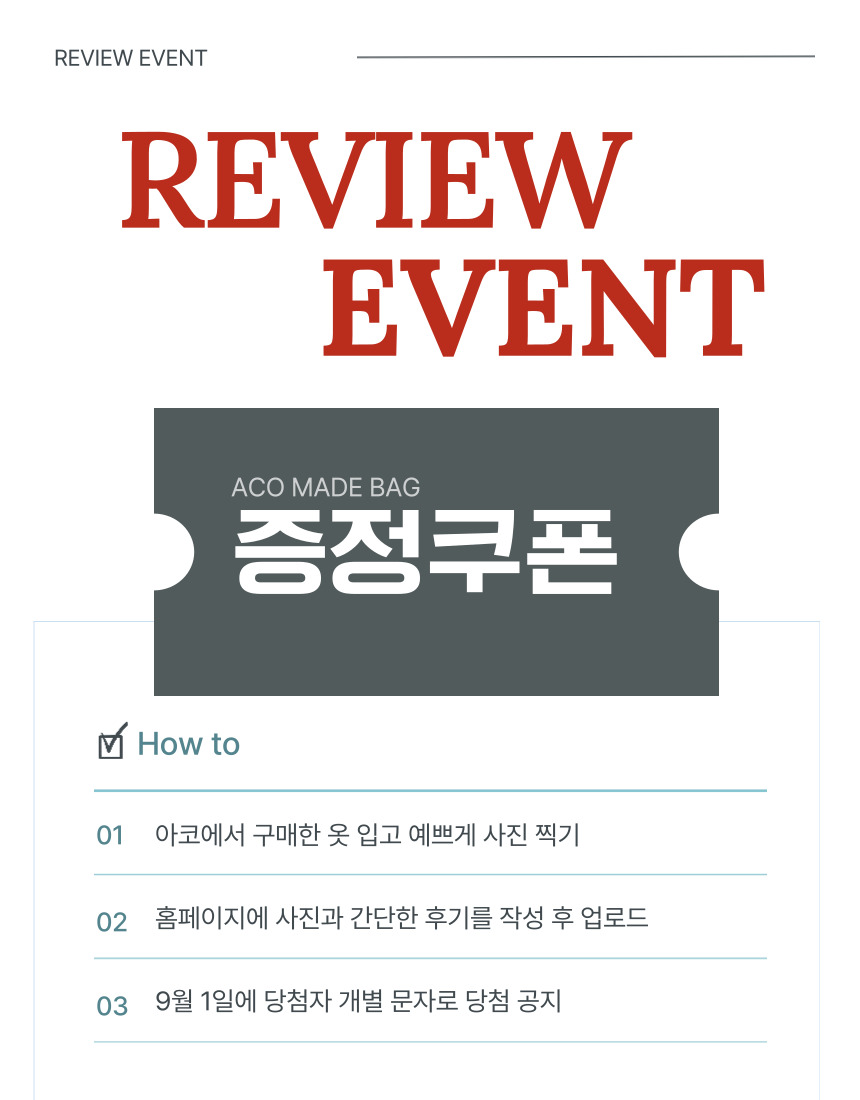 REVIEW EVENT
REVIEW
EVENT
ACO MADE BAG
증정쿠폰
How to
01 아코에서 구매한 옷 입고 예쁘게 사진 찍기
02 홈페이지에 사진과 간단한 후기를 작성 후 업로드
03 9월 1일에 당첨자 개별 문자로 당첨 공지